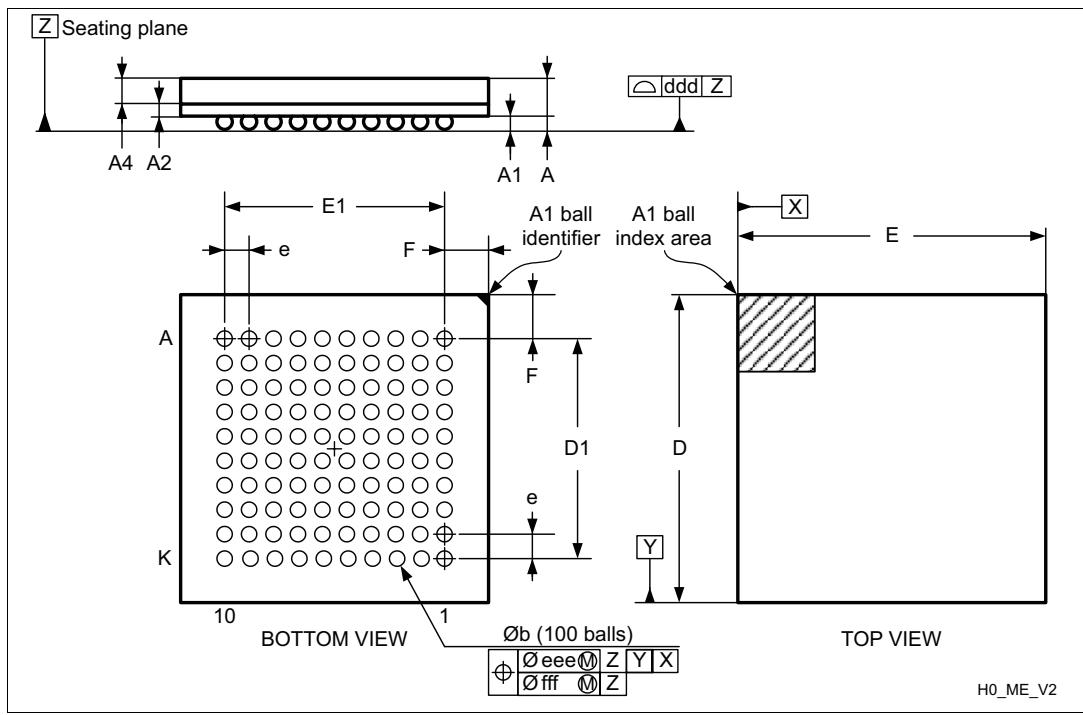 Z Seating plane
ddd Z
A4 A2 A1 A
E1
A1 ball
identifier
A1 ball
index area
X
e
F
E
A
F
D1
D
e
Y
K
10 1
BOTTOM VIEW
Øb (100 balls)
TOP VIEW
Ø eee Ⓜ Z Y X
Ø fff Ⓜ Z
H0_ME_V2